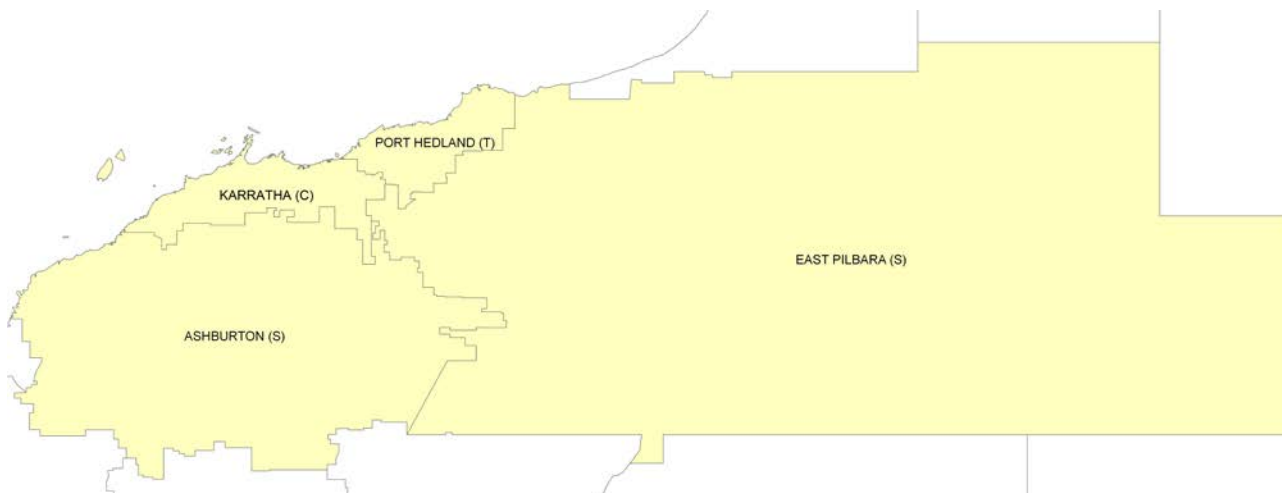 PORT HEDLAND (T)
KARRATHA (C)
EAST PILBARA (S)
ASHBURTON (S)